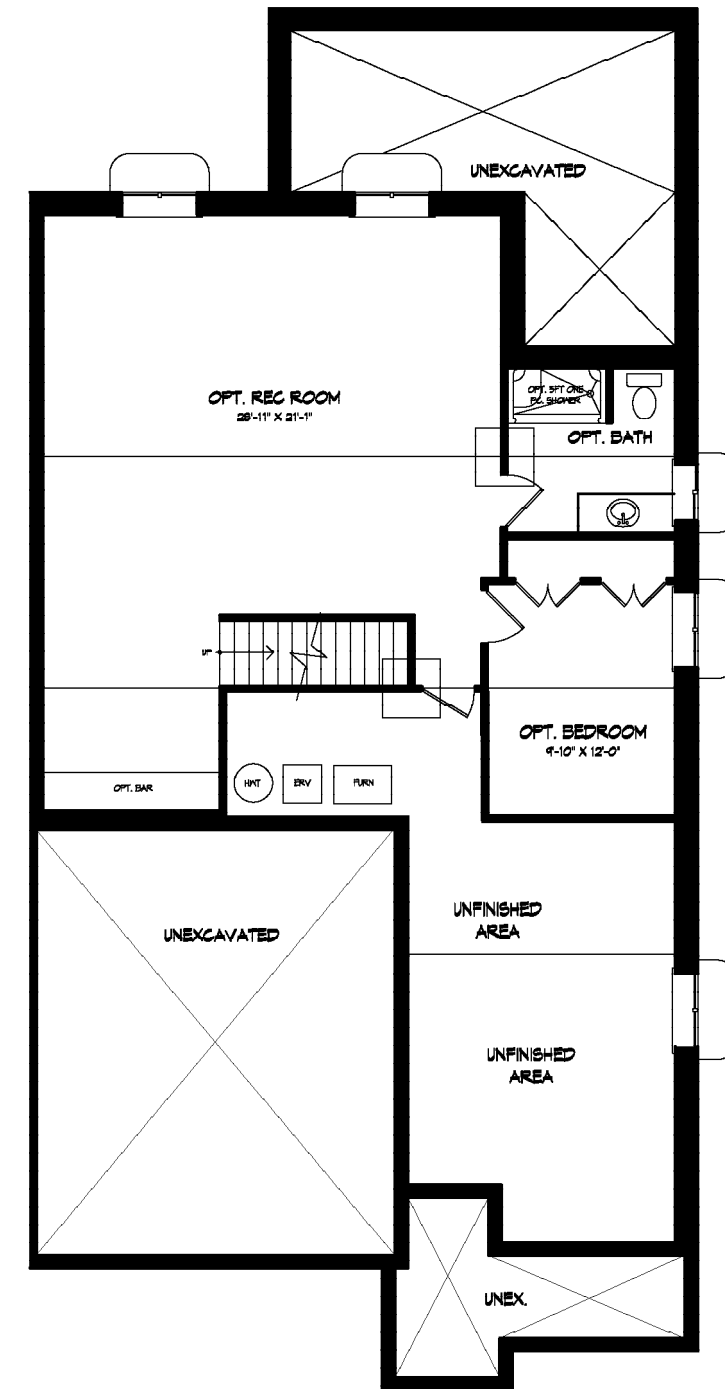 UNEXCAVATED
OPT. REC ROOM
28'-11" X 21'-1"
OPT. 5FT ONE
PC. SHOWER
OPT. BATH
UP
OPT. BEDROOM
9'-10" X 12'-0"
HWT
ERV
FURN
OPT. BAR
UNFINISHED
AREA
UNEXCAVATED
UNFINISHED
AREA
UNEX.